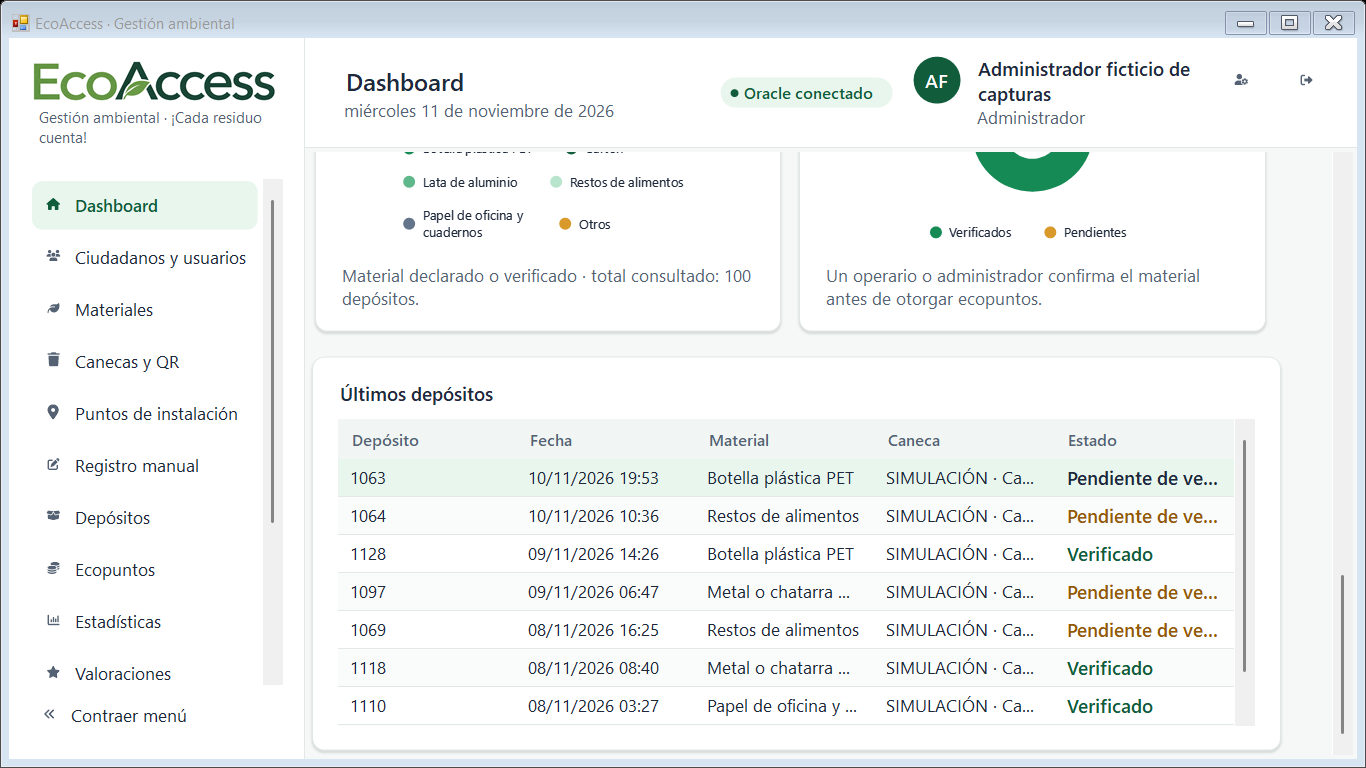 EcoAccess · Gestión ambiental
EcoAccess
Gestión ambiental · ¡Cada residuo
cuenta!
Dashboard
Ciudadanos y usuarios
Materiales
Canecas y QR
Puntos de instalación
Registro manual
Depósitos
Ecopuntos
Estadísticas
Valoraciones
Contraer menú
Dashboard
miércoles 11 de noviembre de 2026
Oracle conectado
AF
Administrador ficticio de
capturas
Administrador
Lata de aluminio
Restos de alimentos
Papel de oficina y
cuadernos
Otros
Material declarado o verificado · total consultado: 100
depósitos.
Verificados
Pendientes
Un operario o administrador confirma el material
antes de otorgar ecopuntos.
Últimos depósitos
Depósito Fecha Material Caneca Estado
1063 10/11/2026 19:53 Botella plástica PET SIMULACIÓN · Ca... Pendiente de ve...
1064 10/11/2026 10:36 Restos de alimentos SIMULACIÓN · Ca... Pendiente de ve...
1128 09/11/2026 14:26 Botella plástica PET SIMULACIÓN · Ca... Verificado
1097 09/11/2026 06:47 Metal o chatarra ... SIMULACIÓN · Ca... Pendiente de ve...
1069 08/11/2026 16:25 Restos de alimentos SIMULACIÓN · Ca... Pendiente de ve...
1118 08/11/2026 08:40 Metal o chatarra ... SIMULACIÓN · Ca... Verificado
1110 08/11/2026 03:27 Papel de oficina y ... SIMULACIÓN · Ca... Verificado